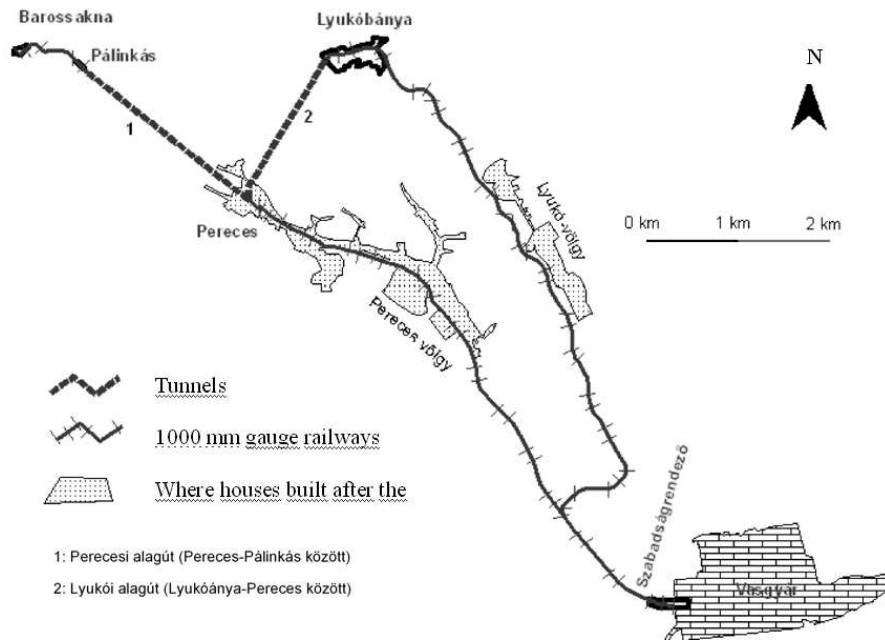 Barossakna
Lyukóbánya
Pálinkás
N
1
2
Lyukó-völgy
0 km 1 km 2 km
Pereces
Pereces völgy
Tunnels
1000 mm gauge railways
Where houses built after the
Szabadságrendező
Vasgyár
1: Perecesi alagút (Pereces-Pálinkás között)
2: Lyukói alagút (Lyukóánya-Pereces között)